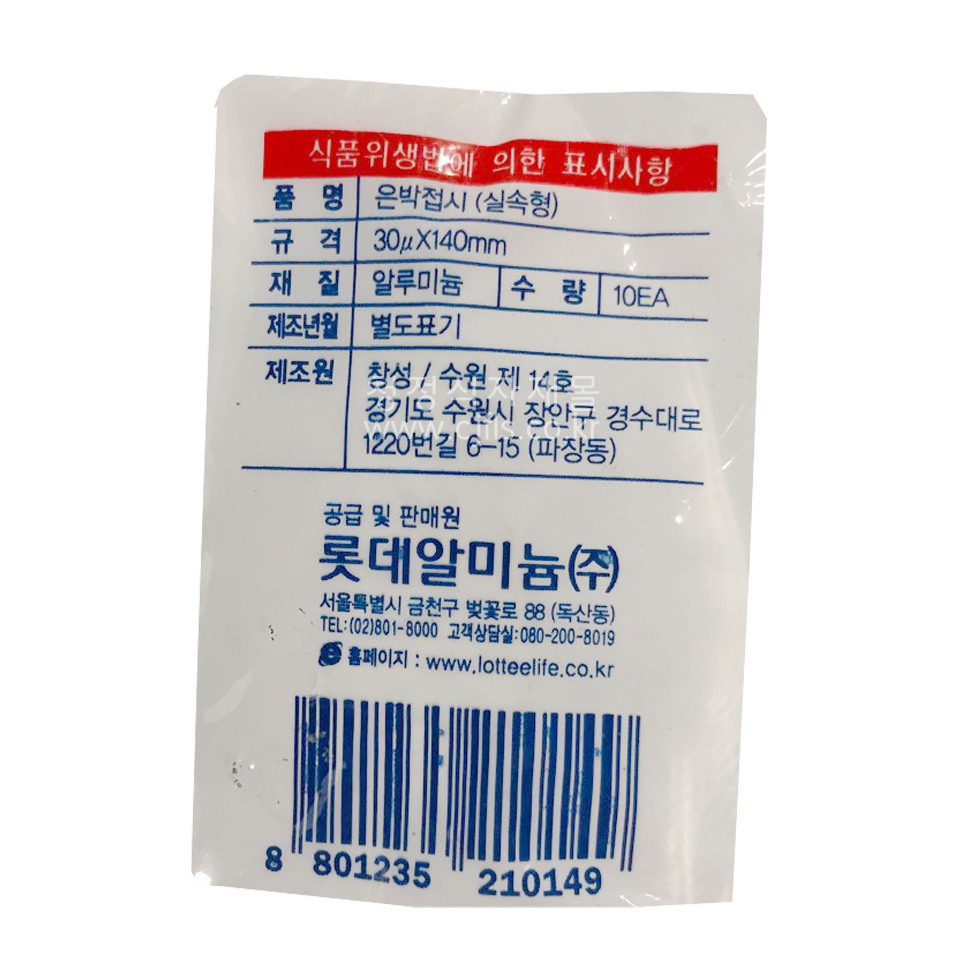 식품위생법에 의한 표시사항
품 명 은박접시 (실속형)
규 격 30μX140mm
재 질 알루미늄 수 량 10EA
제조년월 별도표기
제조원 창성 / 수원 제 14호
경기도 수원시 장안구 경수대로
1220번길 6-15 (파장동)
공급 및 판매원
롯데알미늄(주)
서울특별시 금천구 벚꽃로 88 (독산동)
TEL:(02)801-8000 고객상담실:080-200-8019
홈페이지 : www.lotteelife.co.kr
8 801235 210149